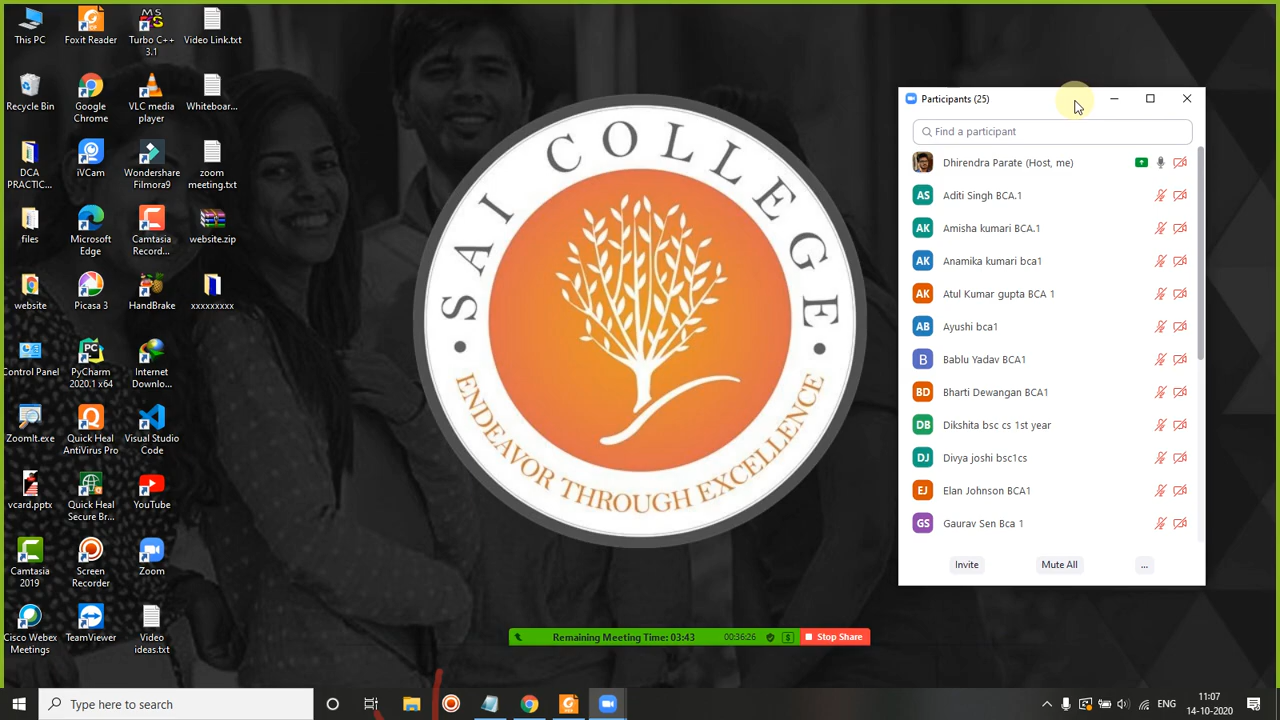 This PC
Foxit Reader
Turbo C++
3.1
Video Link.txt
Recycle Bin
Google
Chrome
VLC media
player
Whiteboar...
DCA
PRACTIC...
iVCam
Wondershare
Filmora9
zoom
meeting.txt
files
Microsoft
Edge
Camtasia
Record...
website.zip
website
Picasa 3
HandBrake
xxxxxxxxx
Control Panel
PyCharm
2020.1 x64
Internet
Downlo...
ZoomIt.exe
Quick Heal
AntiVirus Pro
Visual Studio
Code
vcard.pptx
Quick Heal
Secure Br...
YouTube
Camtasia
2019
Screen
Recorder
Zoom
Cisco Webex
Meetings
TeamViewer
Video
ideas.txt
SAI COLLEGE
ENDEAVOR THROUGH EXCELLENCE
Participants (25)
Find a participant
Dhirendra Parate (Host, me)
AS Aditi Singh BCA.1
AK Amisha kumari BCA.1
AK Anamika kumari bca1
AK Atul Kumar gupta BCA 1
AB Ayushi bca1
B Bablu Yadav BCA1
BD Bharti Dewangan BCA1
DB Dikshita bsc cs 1st year
DJ Divya joshi bsc1cs
EJ Elan Johnson BCA1
GS Gaurav Sen Bca 1
Invite Mute All ...
Remaining Meeting Time: 03:43 00:36:26 $ Stop Share
Type here to search
ENG
11:07
14-10-2020